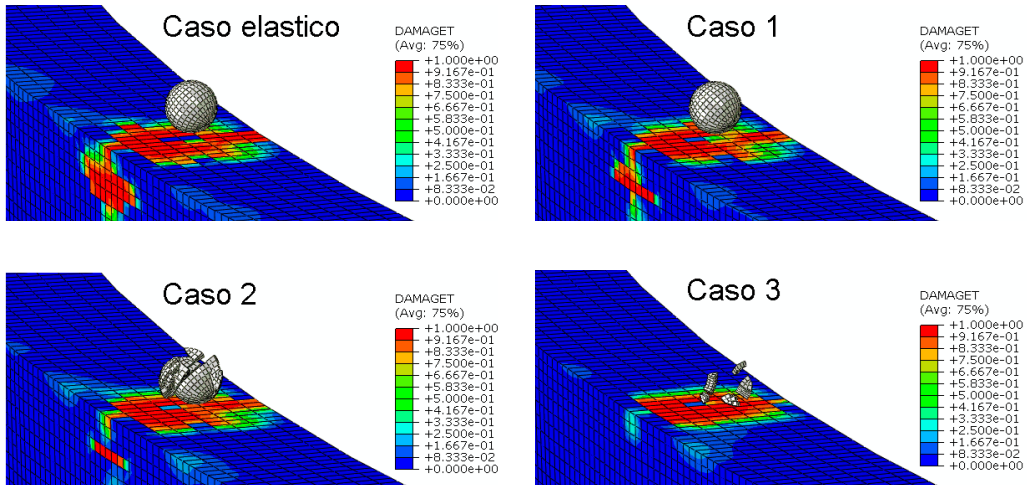 Caso elastico
DAMAGET
(Avg: 75%)
+1.000e+00
+9.167e-01
+8.333e-01
+7.500e-01
+6.667e-01
+5.833e-01
+5.000e-01
+4.167e-01
+3.333e-01
+2.500e-01
+1.667e-01
+8.333e-02
+0.000e+00
Caso 1
DAMAGET
(Avg: 75%)
+1.000e+00
+9.167e-01
+8.333e-01
+7.500e-01
+6.667e-01
+5.833e-01
+5.000e-01
+4.167e-01
+3.333e-01
+2.500e-01
+1.667e-01
+8.333e-02
+0.000e+00
Caso 2
DAMAGET
(Avg: 75%)
+1.000e+00
+9.167e-01
+8.333e-01
+7.500e-01
+6.667e-01
+5.833e-01
+5.000e-01
+4.167e-01
+3.333e-01
+2.500e-01
+1.667e-01
+8.333e-02
+0.000e+00
Caso 3
DAMAGET
(Avg: 75%)
+1.000e+00
+9.167e-01
+8.333e-01
+7.500e-01
+6.667e-01
+5.833e-01
+5.000e-01
+4.167e-01
+3.333e-01
+2.500e-01
+1.667e-01
+8.333e-02
+0.000e+00